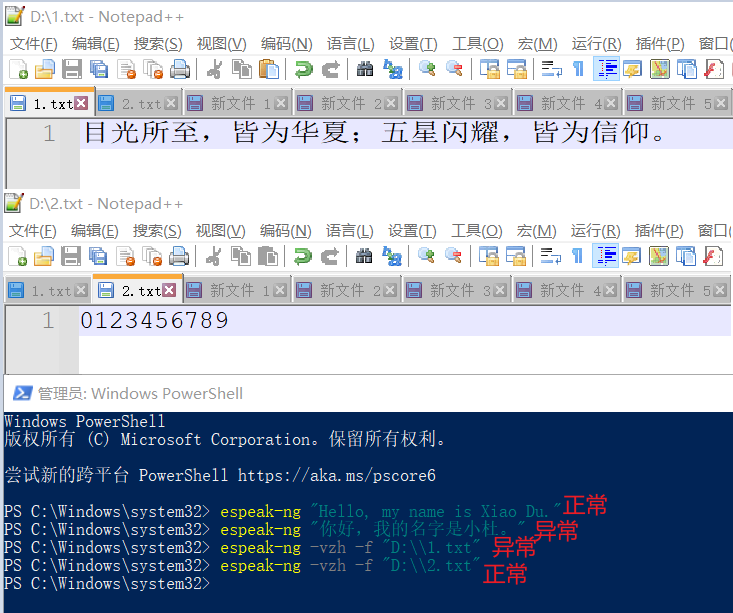 D:\1.txt - Notepad++
文件(F) 编辑(E) 搜索(S) 视图(V) 编码(N) 语言(L) 设置(T) 工具(O) 宏(M) 运行(R) 插件(P) 窗口
1.txt 2.txt 新文件 1 新文件 2 新文件 3 新文件 4 新文件 5
1 目光所至，皆为华夏；五星闪耀，皆为信仰。
D:\2.txt - Notepad++
文件(F) 编辑(E) 搜索(S) 视图(V) 编码(N) 语言(L) 设置(T) 工具(O) 宏(M) 运行(R) 插件(P) 窗口
1.txt 2.txt 新文件 1 新文件 2 新文件 3 新文件 4 新文件 5
1 0123456789
管理员: Windows PowerShell
Windows PowerShell
版权所有 (C) Microsoft Corporation。保留所有权利。
尝试新的跨平台 PowerShell https://aka.ms/pscore6
PS C:\Windows\system32> espeak-ng "Hello, my name is Xiao Du." 正常
PS C:\Windows\system32> espeak-ng "你好，我的名字是小杜。" 异常
PS C:\Windows\system32> espeak-ng -vzh -f "D:\\1.txt" 异常
PS C:\Windows\system32> espeak-ng -vzh -f "D:\\2.txt" 正常
PS C:\Windows\system32>